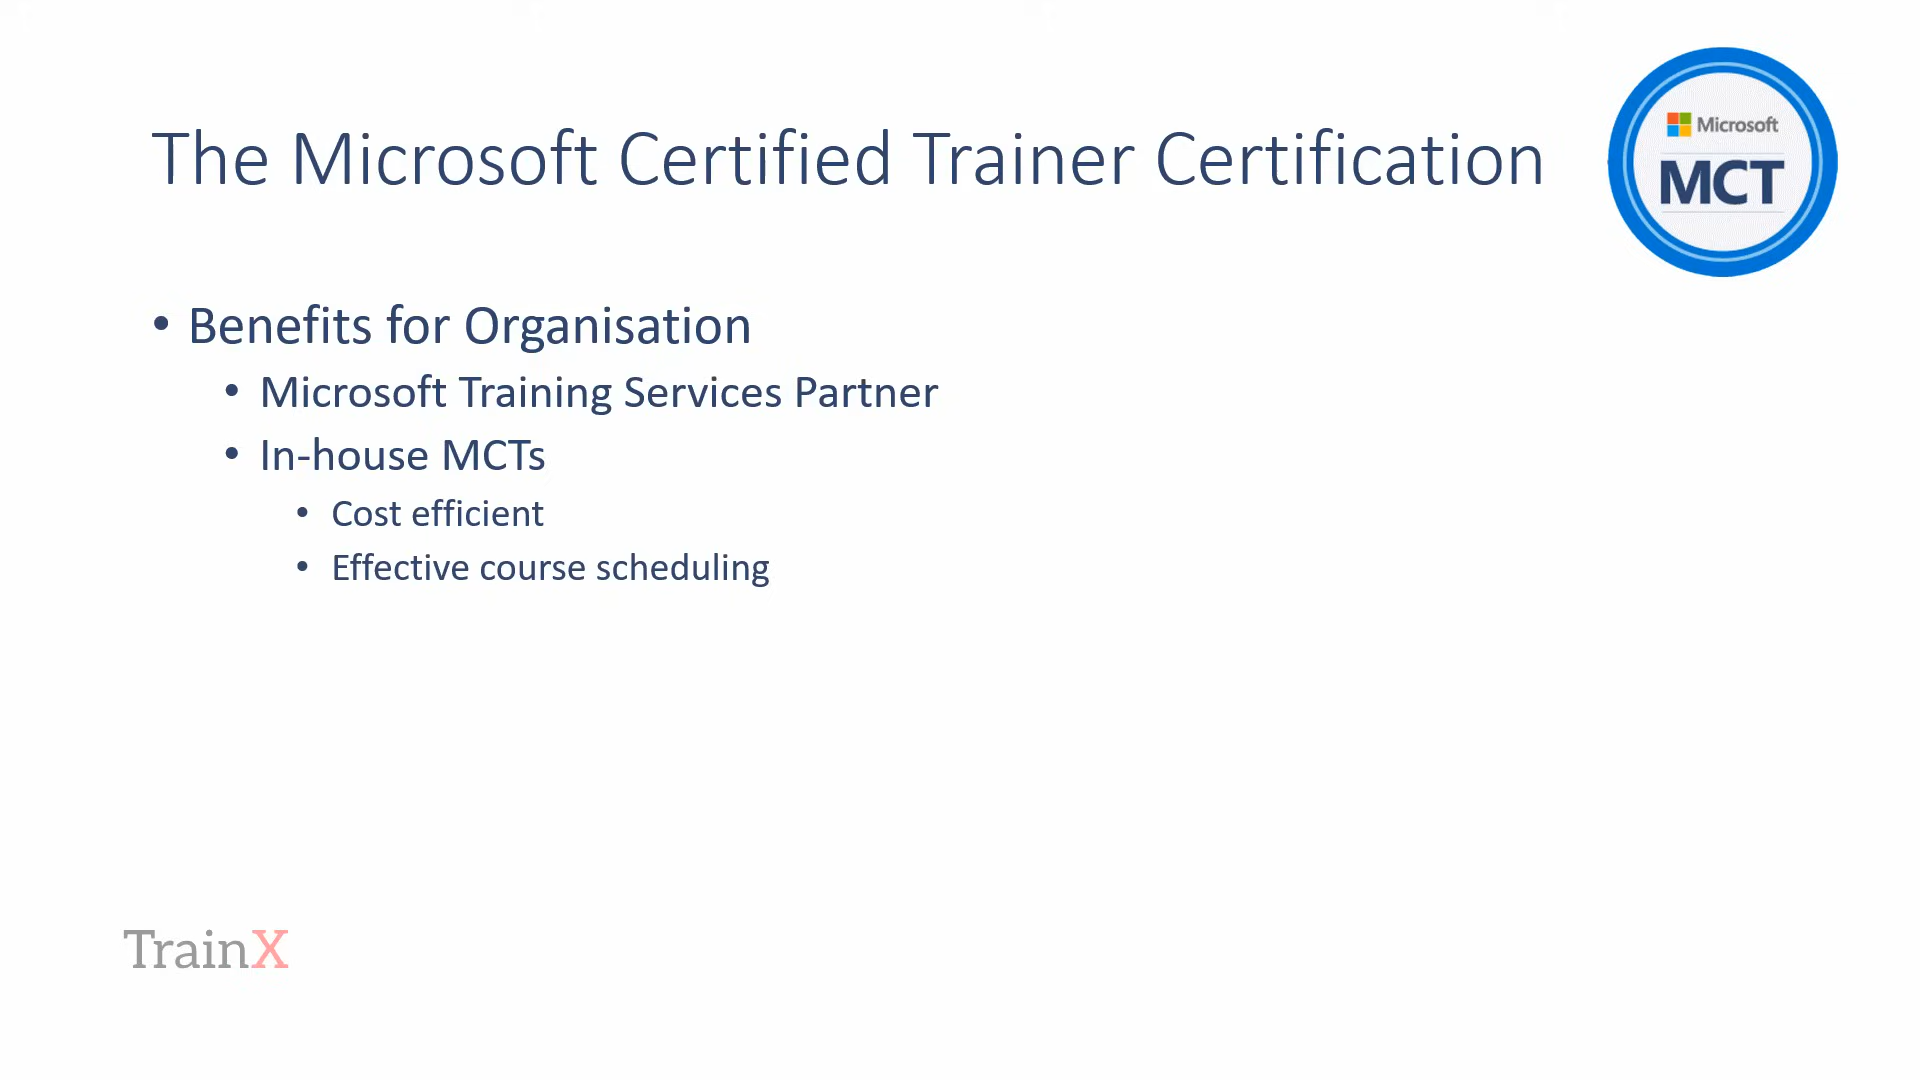 The Microsoft Certified Trainer Certification
Microsoft
MCT
• Benefits for Organisation
• Microsoft Training Services Partner
• In-house MCTs
• Cost efficient
• Effective course scheduling
TrainX